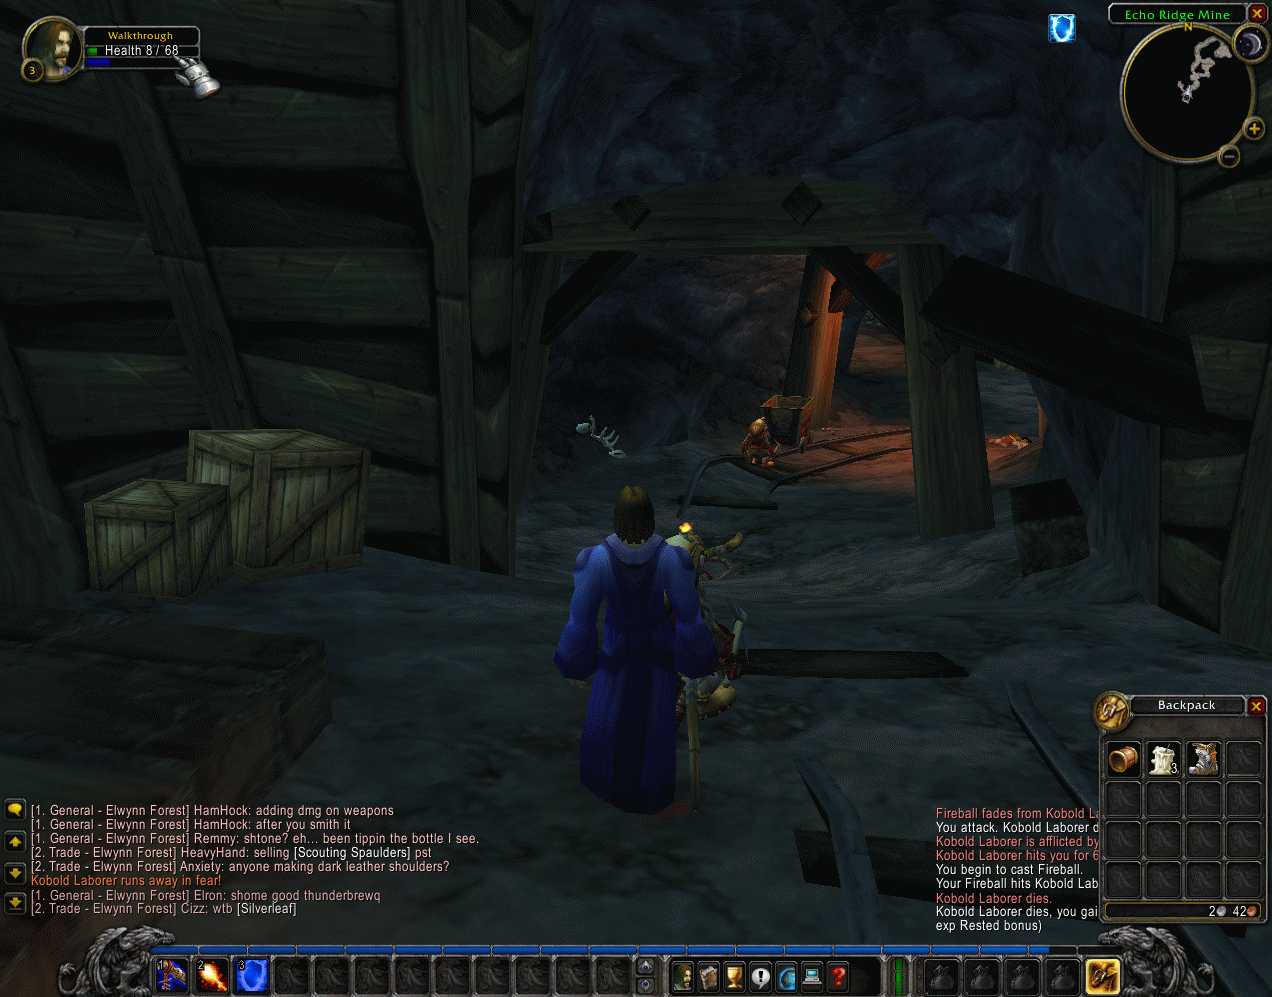 Echo Ridge Mine
N
Walkthrough
Health 8 / 68
3
Backpack
3
[1. General - Elwynn Forest] HamHock: adding dmg on weapons
[1. General - Elwynn Forest] HamHock: after you smith it
[1. General - Elwynn Forest] Remmy: shtone? eh... been tippin the bottle I see.
[2. Trade - Elwynn Forest] HeavyHand: selling [Scouting Spaulders] pst
[2. Trade - Elwynn Forest] Anxiety: anyone making dark leather shoulders?
Kobold Laborer runs away in fear!
[1. General - Elwynn Forest] Elron: shome good thunderbrewq
[2. Trade - Elwynn Forest] Cizz: wtb [Silverleaf]
Fireball fades from Kobold La
You attack. Kobold Laborer d
Kobold Laborer is afflicted by
Kobold Laborer hits you for 6
You begin to cast Fireball.
Your Fireball hits Kobold Lab
Kobold Laborer dies.
Kobold Laborer dies, you gai
exp Rested bonus)
2 42
1 2 3